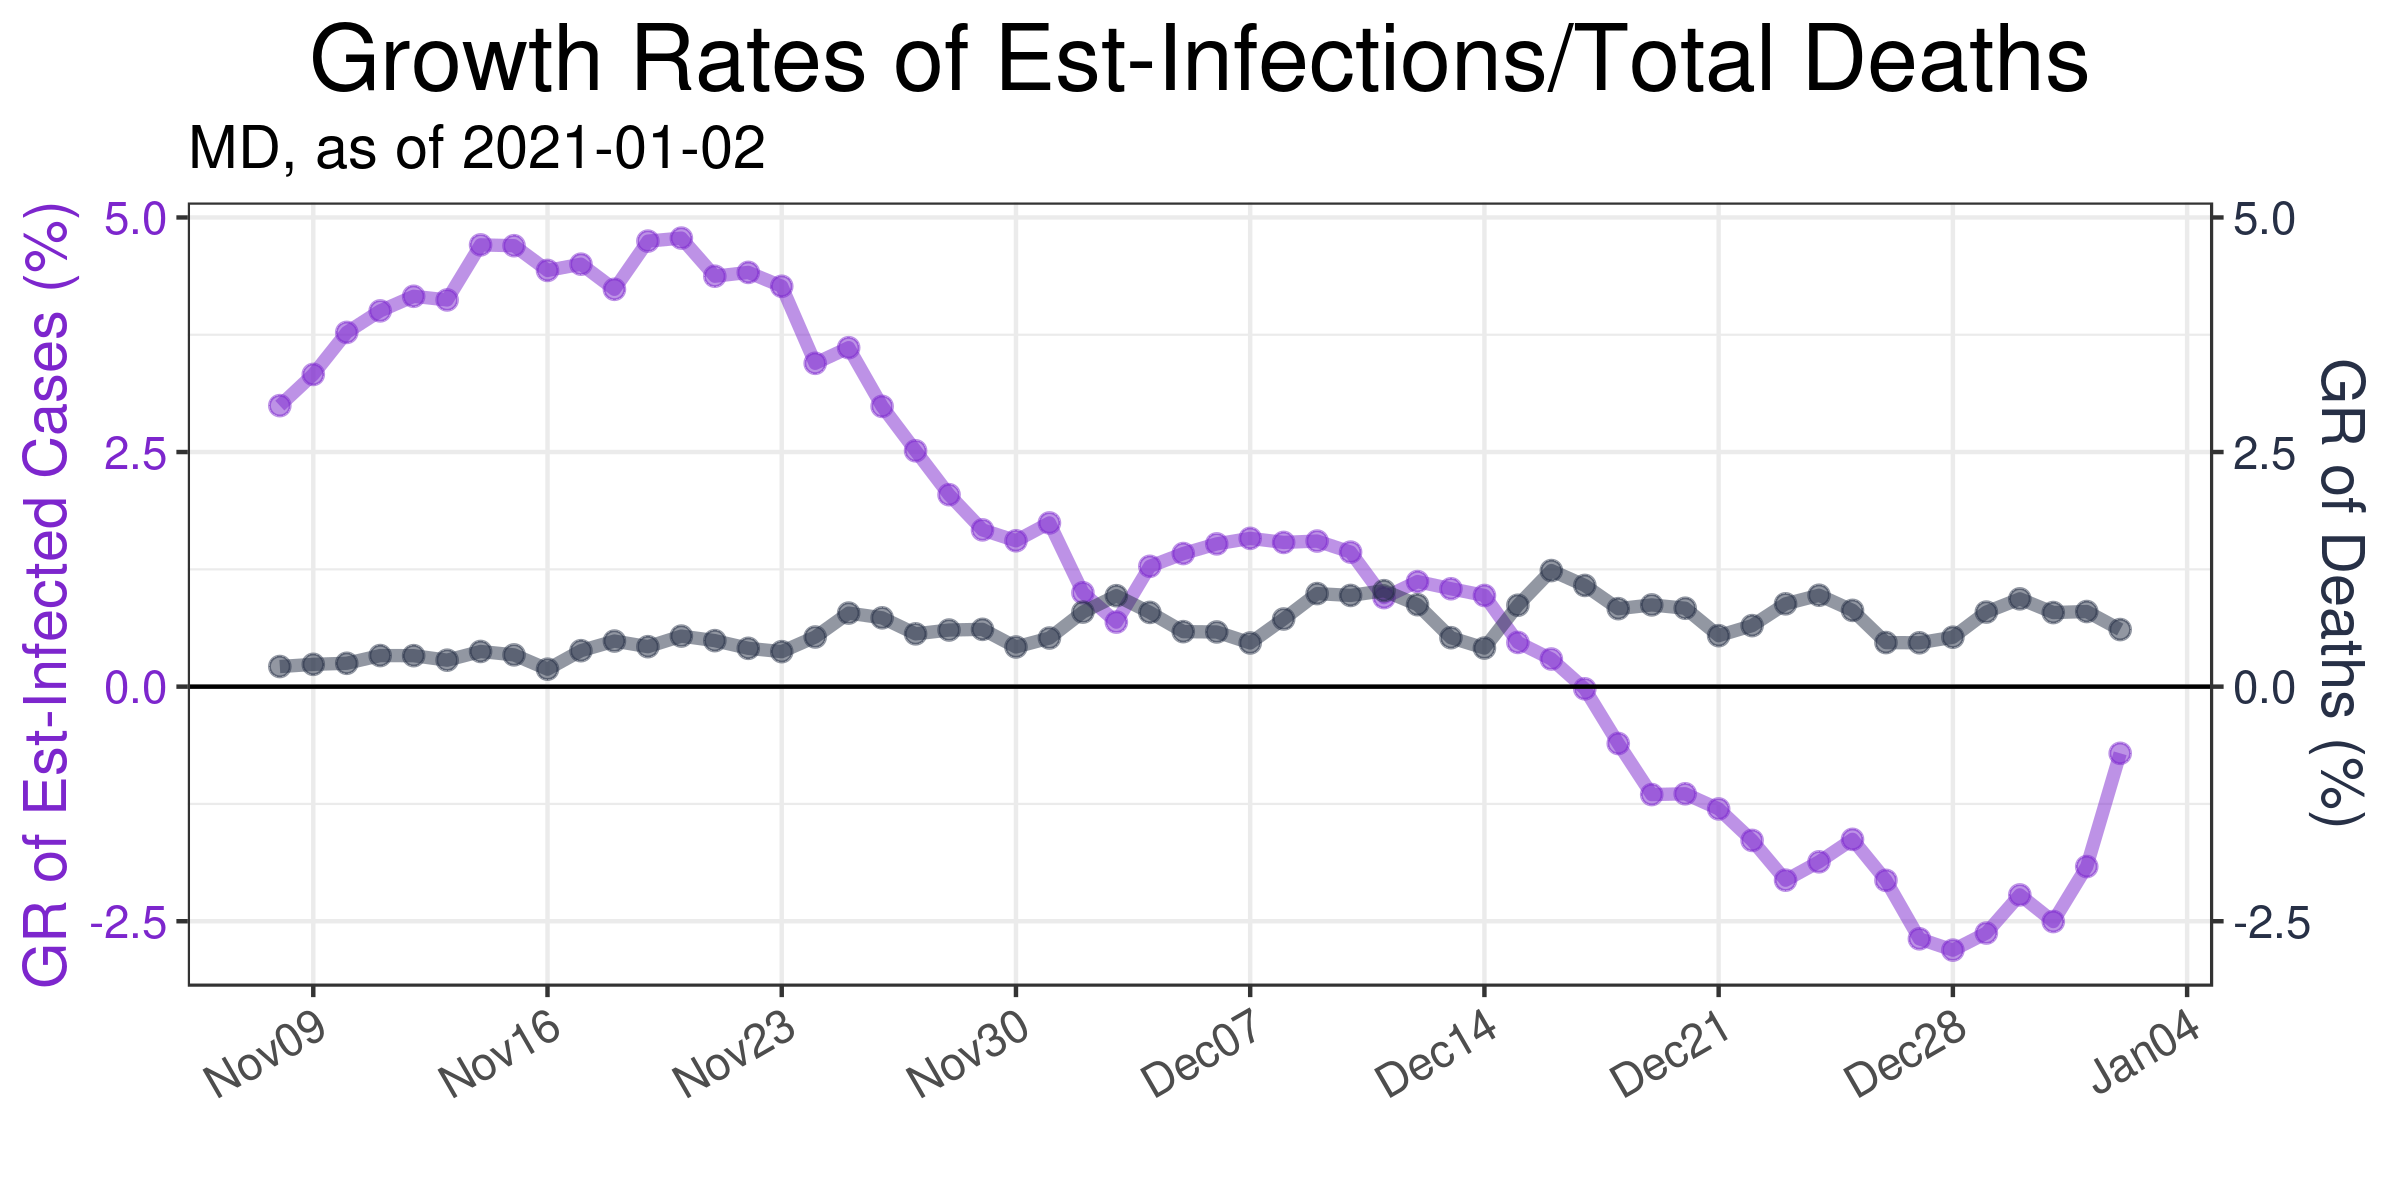 Growth Rates of Est-Infections/Total Deaths
MD, as of 2021-01-02
GR of Est-Infected Cases (%)
5.0
2.5
0.0
-2.5
5.0
2.5
0.0
-2.5
GR of Deaths (%)
Nov09
Nov16
Nov23
Nov30
Dec07
Dec14
Dec21
Dec28
Jan04